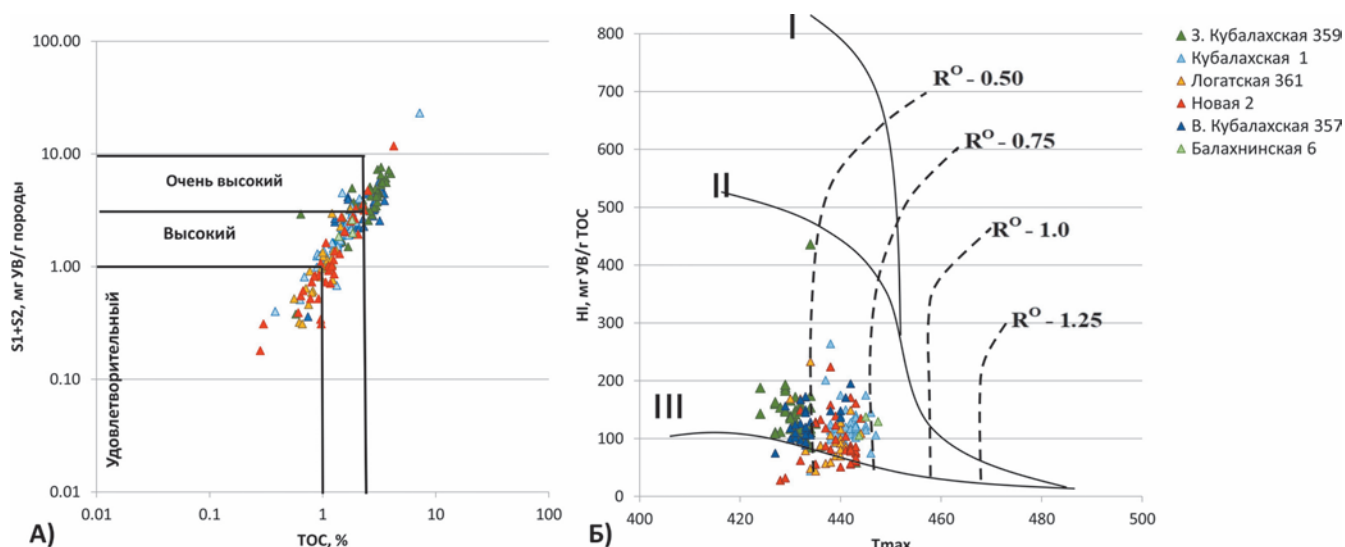 100.00
10.00
1.00
0.10
0.01
S1+S2, мг УВ/г породы
Очень высокий
Высокий
Удовлетворительный
0.01
0.1
1
10
100
TOC, %
А)
800
700
600
500
400
300
200
100
0
HI, мг УВ/г ТОС
I
II
III
R^O - 0.50
R^O - 0.75
R^O - 1.0
R^O - 1.25
400
420
440
460
480
500
Tmax
Б)
З. Кубалахская 359
Кубалахская 1
Логатская 361
Новая 2
В. Кубалахская 357
Балахнинская 6